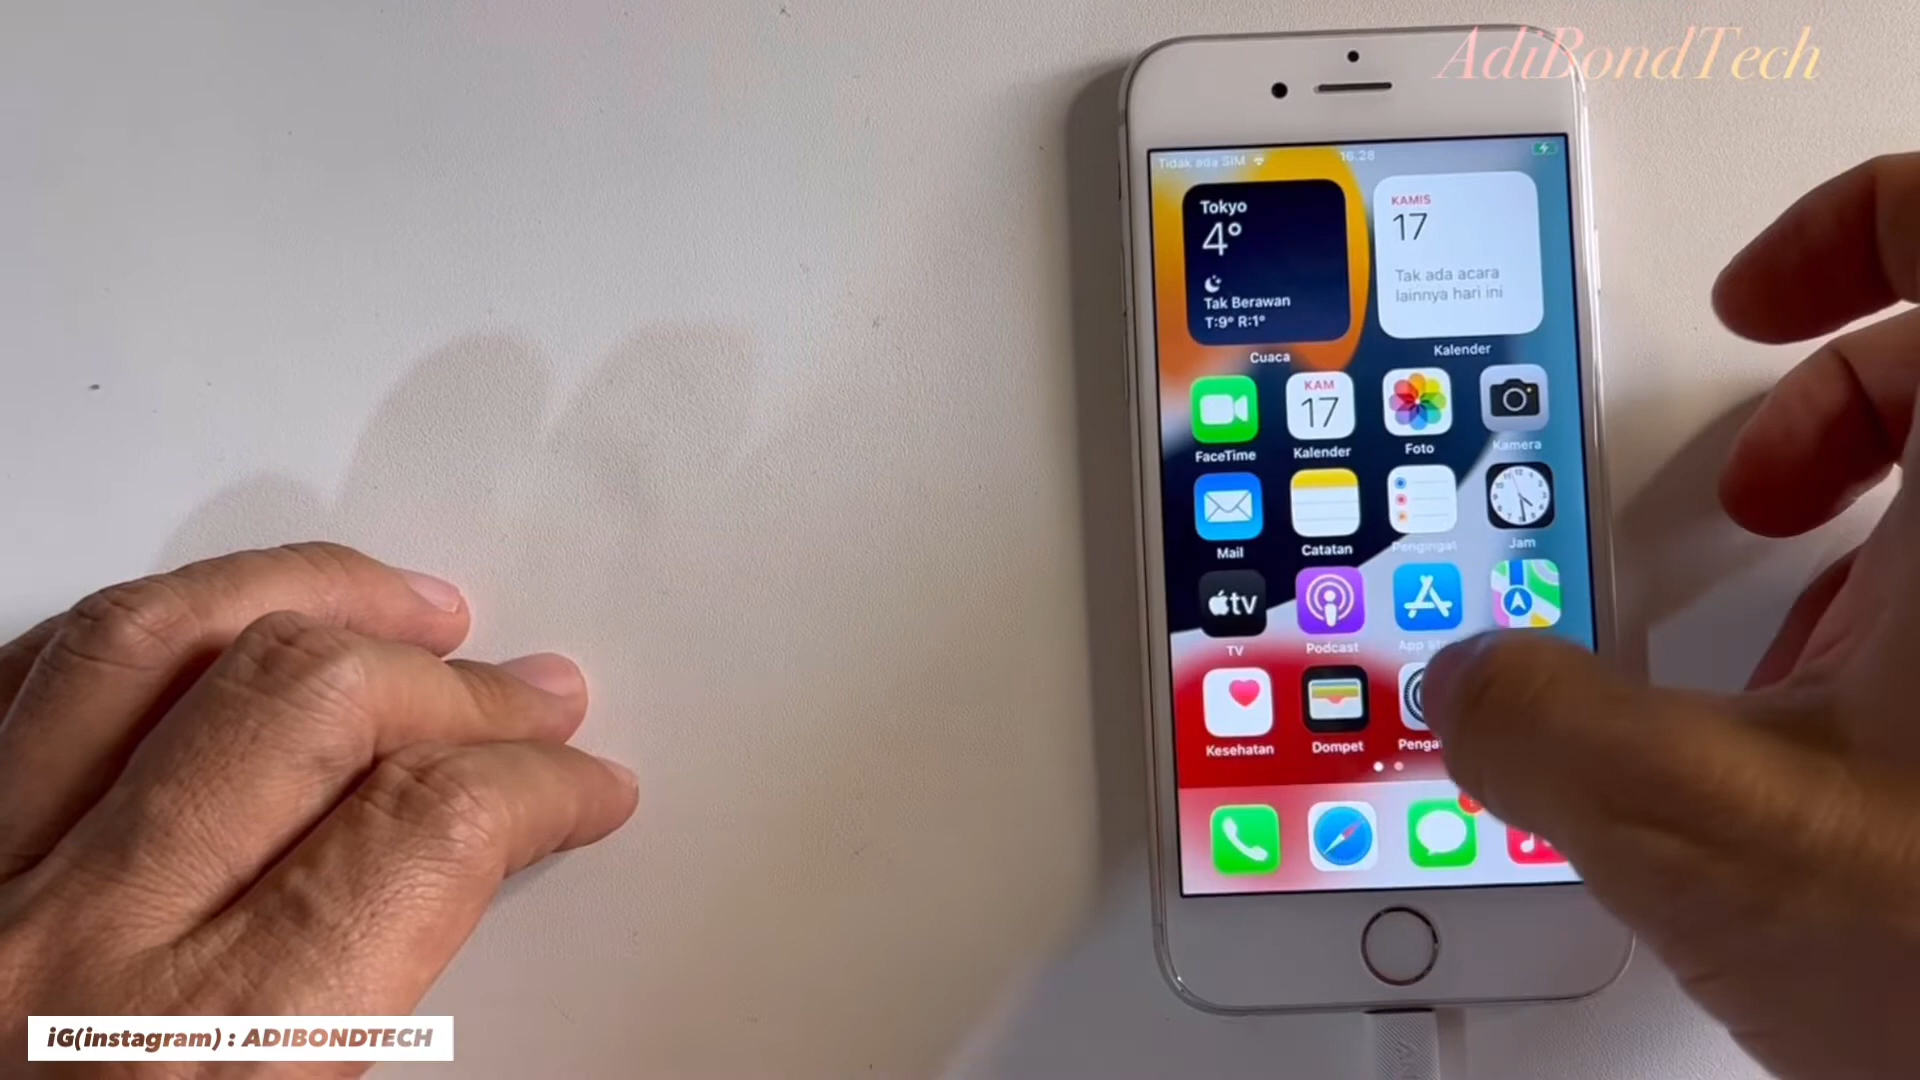 AdiBondTech
Tidak ada SIM
16.28
Tokyo
4°
Tak Berawan
T:9° R:1°
Cuaca
KAMIS
17
Tak ada acara
lainnya hari ini
Kalender
FaceTime
KAM
17
Kalender
Foto
Kamera
Mail
Catatan
Pengingat
Jam
tv
TV
Podcast
App
Kesehatan
Dompet
iG(instagram) : ADIBONDTECH